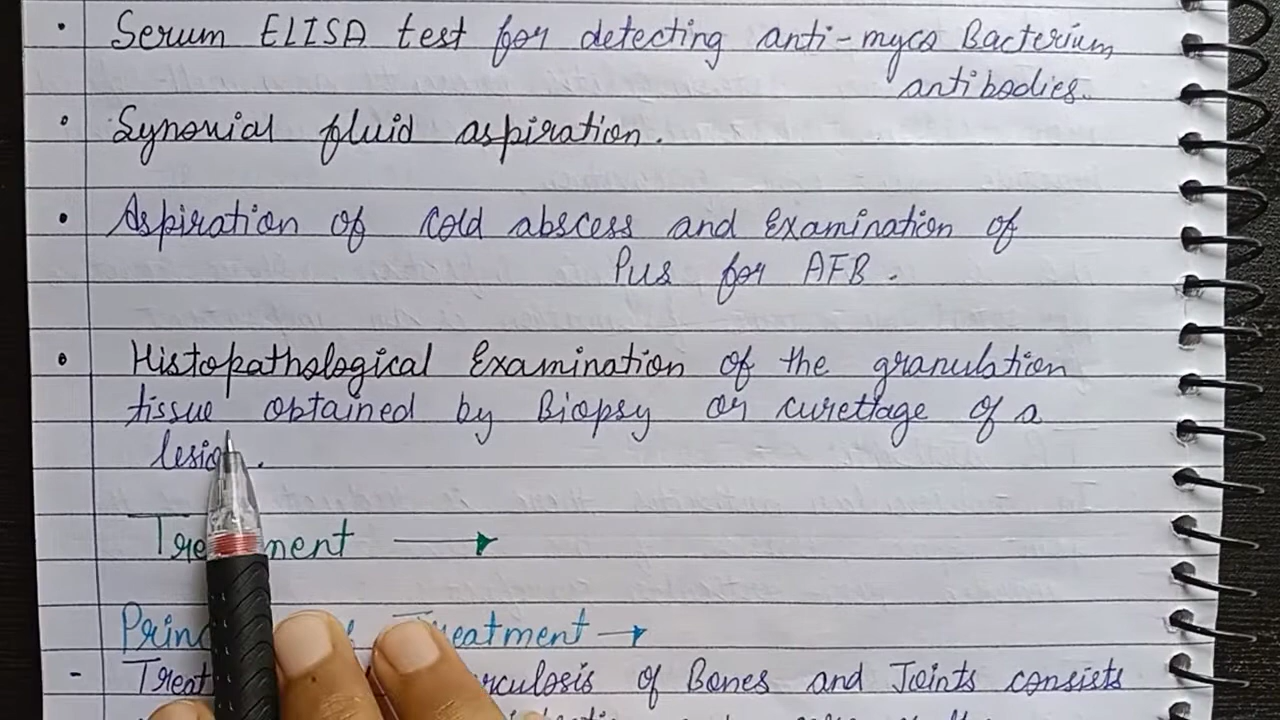 • Serum ELISA test for detecting anti-myco Bacterium
antibodies.
• Synovial fluid aspiration.
• Aspiration of cold abscess and Examination of
Pus for AFB.
• Histopathological Examination of the granulation
tissue obtained by Biopsy or curettage of a
Treatment →
Treatment →
- of Bones and Joints consists